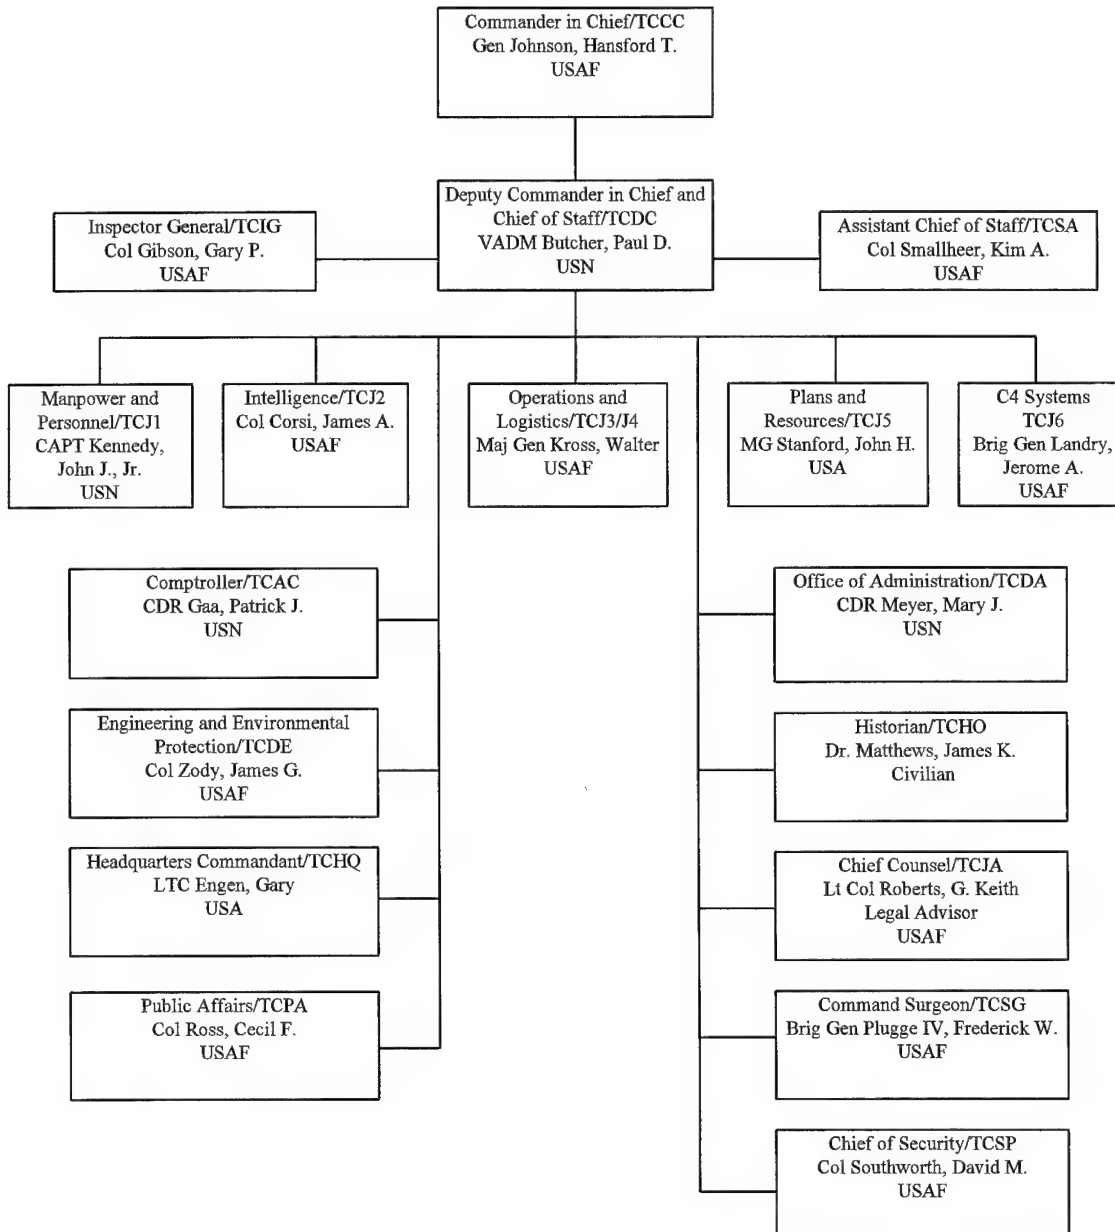 Commander in Chief/TCCC
Gen Johnson, Hansford T.
USAF
Deputy Commander in Chief and
Chief of Staff/TCDC
VADM Butcher, Paul D.
USN
Inspector General/TCIG
Col Gibson, Gary P.
USAF
Assistant Chief of Staff/TCSA
Col Smallheer, Kim A.
USAF
Manpower and
Personnel/TCJ1
CAPT Kennedy,
John J., Jr.
USN
Intelligence/TCJ2
Col Corsi, James A.
USAF
Operations and
Logistics/TCJ3/J4
Maj Gen Kross, Walter
USAF
Plans and
Resources/TCJ5
MG Stanford, John H.
USA
C4 Systems
TCJ6
Brig Gen Landry,
Jerome A.
USAF
Comptroller/TCAC
CDR Gaa, Patrick J.
USN
Engineering and Environmental
Protection/TCDE
Col Zody, James G.
USAF
Headquarters Commandant/TCHQ
LTC Engen, Gary
USA
Public Affairs/TCPA
Col Ross, Cecil F.
USAF
Office of Administration/TCDA
CDR Meyer, Mary J.
USN
Historian/TCHO
Dr. Matthews, James K.
Civilian
Chief Counsel/TCJA
Lt Col Roberts, G. Keith
Legal Advisor
USAF
Command Surgeon/TCSG
Brig Gen Plugge IV, Frederick W.
USAF
Chief of Security/TCSP
Col Southworth, David M.
USAF